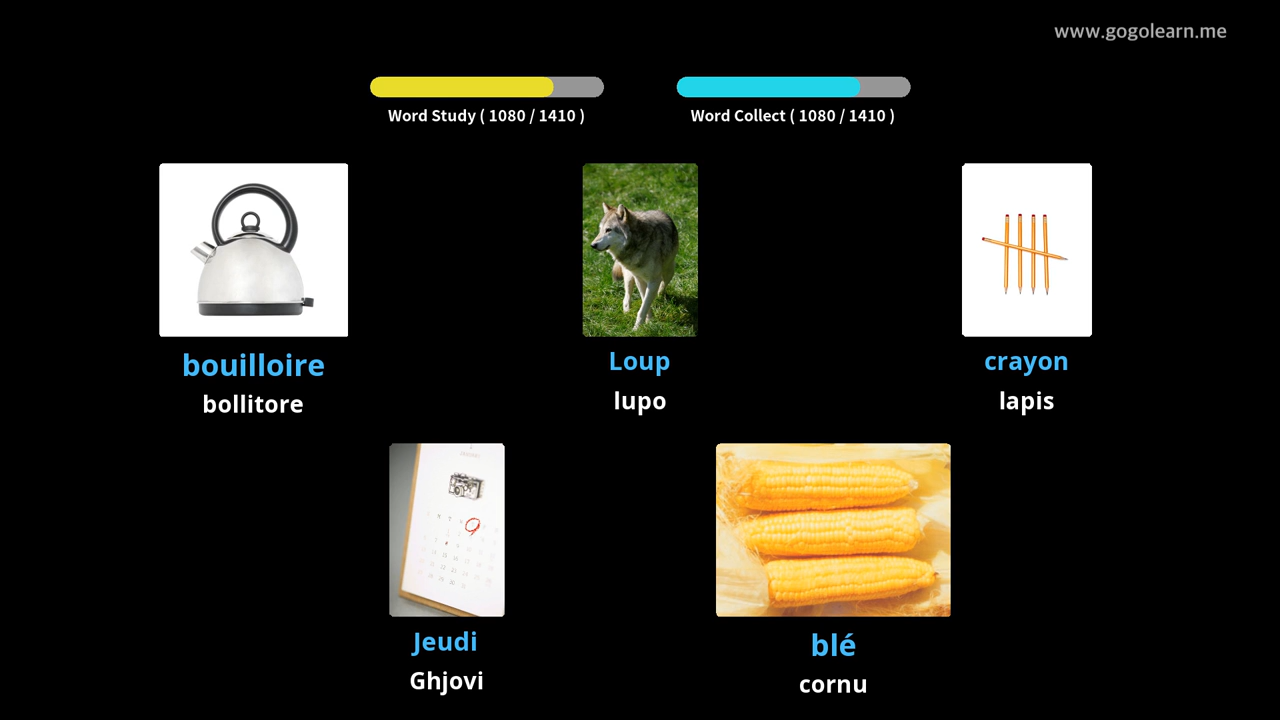 www.gogolearn.me
Word Study ( 1080 / 1410 )
Word Collect ( 1080 / 1410 )
bouilloire
bollitore
Loup
lupo
crayon
lapis
Jeudi
Ghjovi
blé
cornu